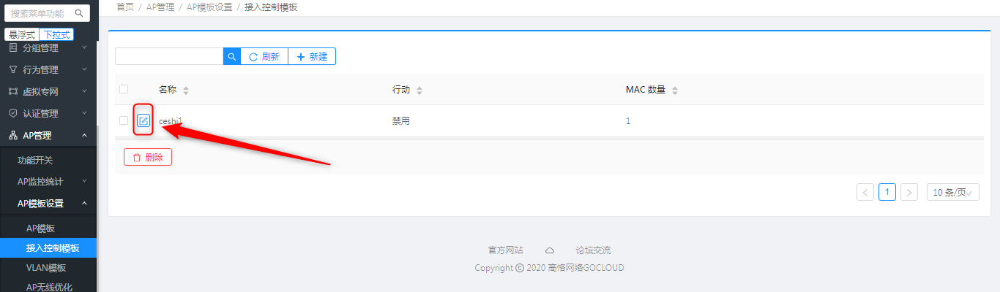 搜索菜单功能
悬浮式 下拉式
分组管理
行为管理
虚拟专网
认证管理
AP管理
功能开关
AP监控统计
AP模板设置
AP模板
接入控制模板
VLAN模板
AP无线优化
首页 / AP管理 / AP模板设置 / 接入控制模板
刷新 新建
名称 行动 MAC 数量
ceshi1 禁用 1
删除
1 10 条/页
官方网站 论坛交流
Copyright © 2020 高恪网络GOCLOUD